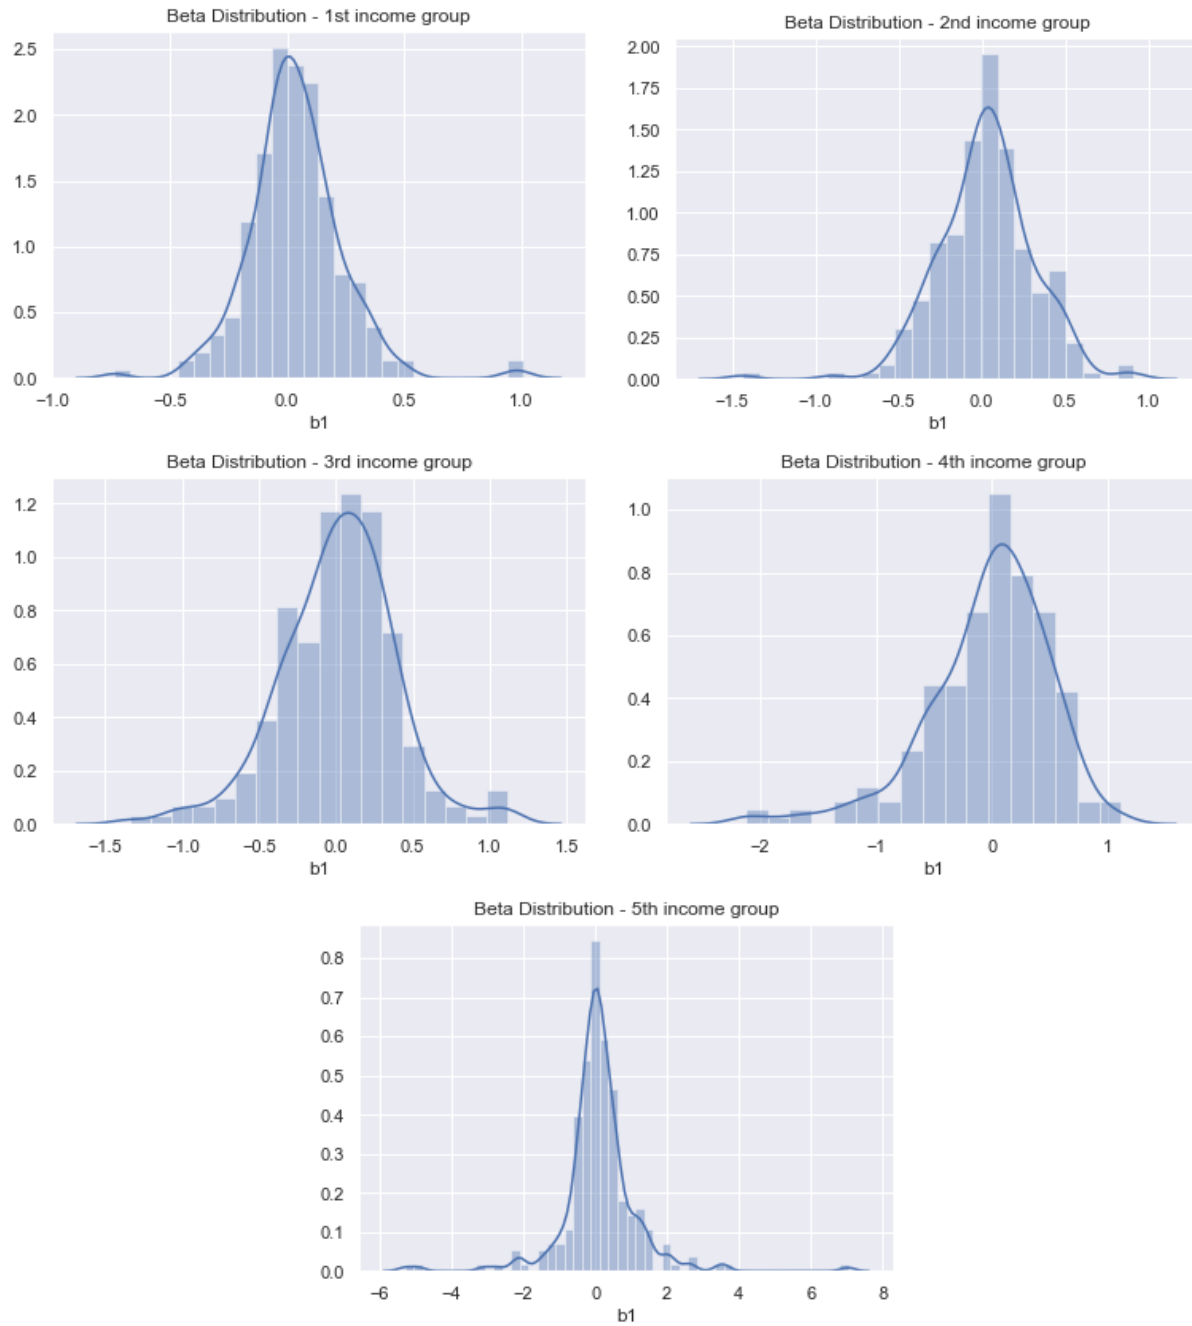 Beta Distribution - 1st income group
2.5
2.0
1.5
1.0
0.5
0.0
−1.0 −0.5 0.0 0.5 1.0
b1
Beta Distribution - 2nd income group
2.00
1.75
1.50
1.25
1.00
0.75
0.50
0.25
0.00
−1.5 −1.0 −0.5 0.0 0.5 1.0
b1
Beta Distribution - 3rd income group
1.2
1.0
0.8
0.6
0.4
0.2
0.0
−1.5 −1.0 −0.5 0.0 0.5 1.0 1.5
b1
Beta Distribution - 4th income group
1.0
0.8
0.6
0.4
0.2
0.0
−2 −1 0 1
b1
Beta Distribution - 5th income group
0.8
0.7
0.6
0.5
0.4
0.3
0.2
0.1
0.0
−6 −4 −2 0 2 4 6 8
b1